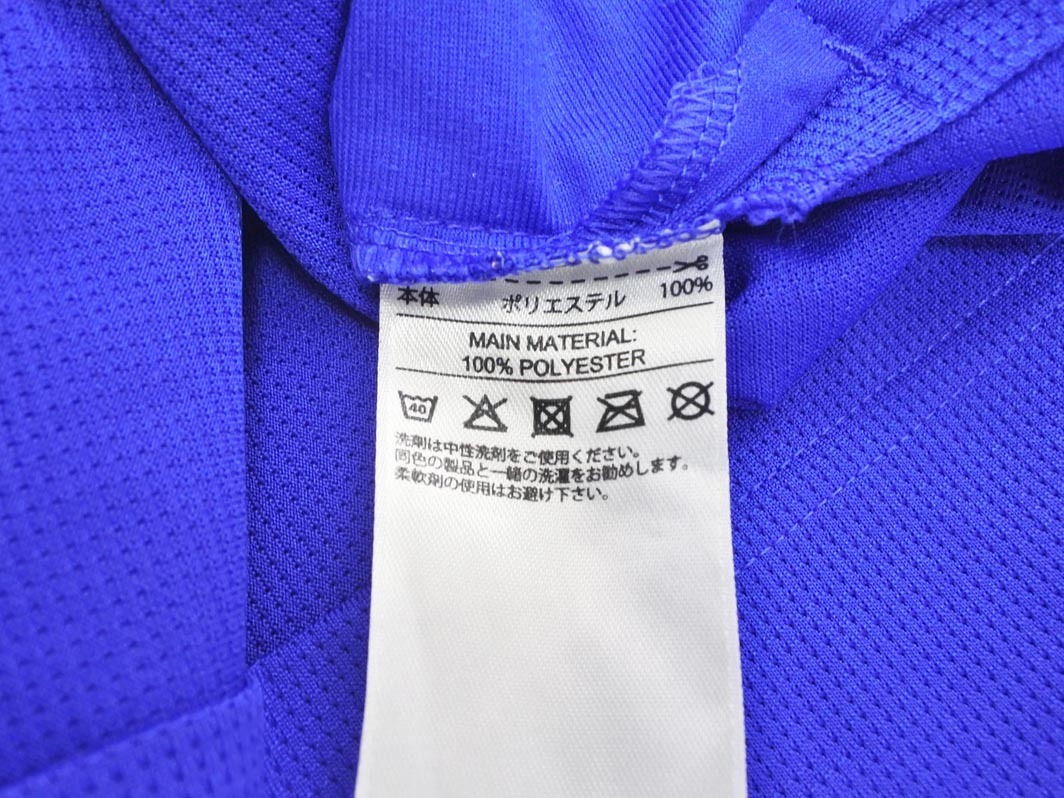 本体 ポリエステル 100%
MAIN MATERIAL:
100% POLYESTER
40
洗剤は中性洗剤をご使用ください。
同色の製品と一緒の洗濯をお勧めします。
柔軟剤の使用はお避け下さい。